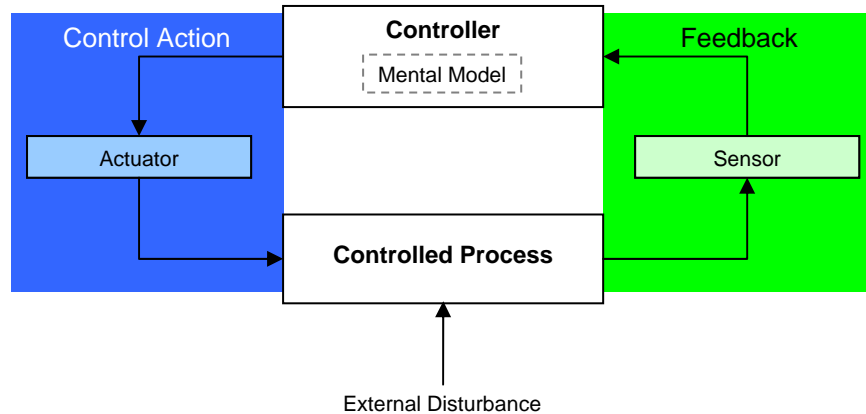 Control Action
Controller
Feedback
Mental Model
Actuator
Sensor
Controlled Process
External Disturbance